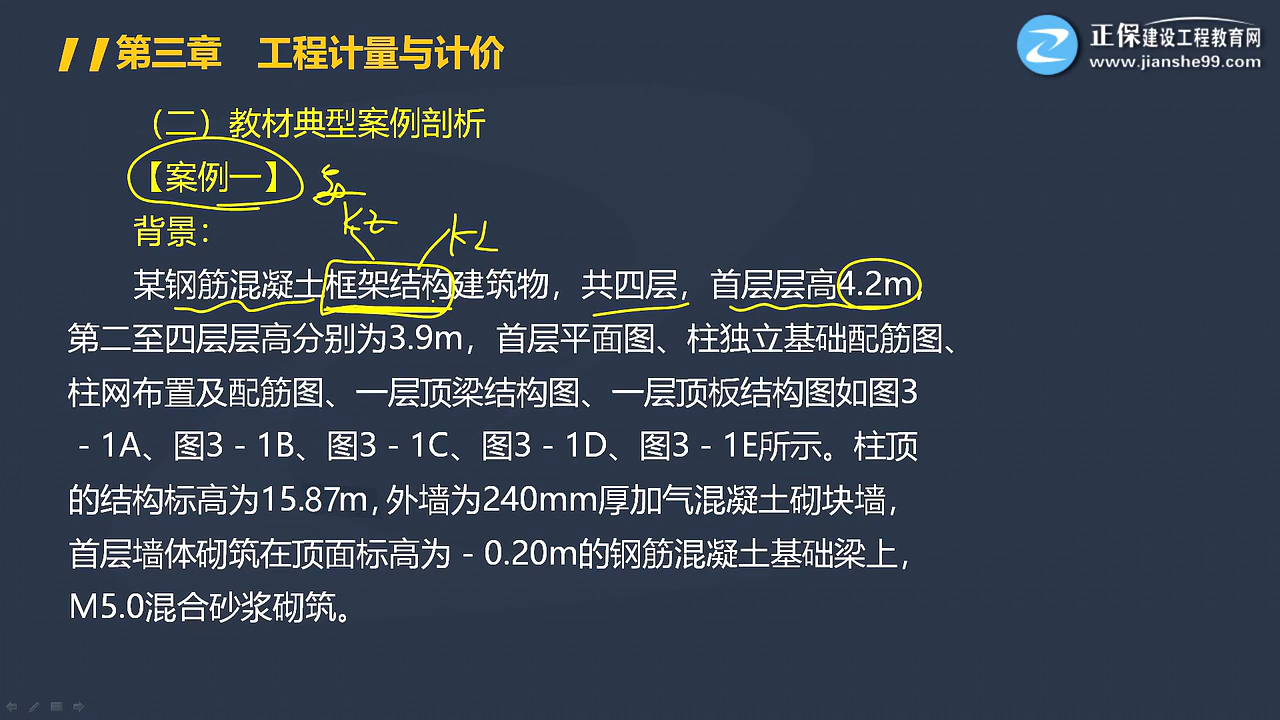 第三章 工程计量与计价
正保建设工程教育网
www.jianshe99.com
（二）教材典型案例剖析
【案例一】
背景：
KZ
KL
某钢筋混凝土框架结构建筑物，共四层，首层层高4.2m，
第二至四层层高分别为3.9m，首层平面图、柱独立基础配筋图、
柱网布置及配筋图、一层顶梁结构图、一层顶板结构图如图3
－1A、图3－1B、图3－1C、图3－1D、图3－1E所示。柱顶
的结构标高为15.87m，外墙为240mm厚加气混凝土砌块墙，
首层墙体砌筑在顶面标高为－0.20m的钢筋混凝土基础梁上，
M5.0混合砂浆砌筑。